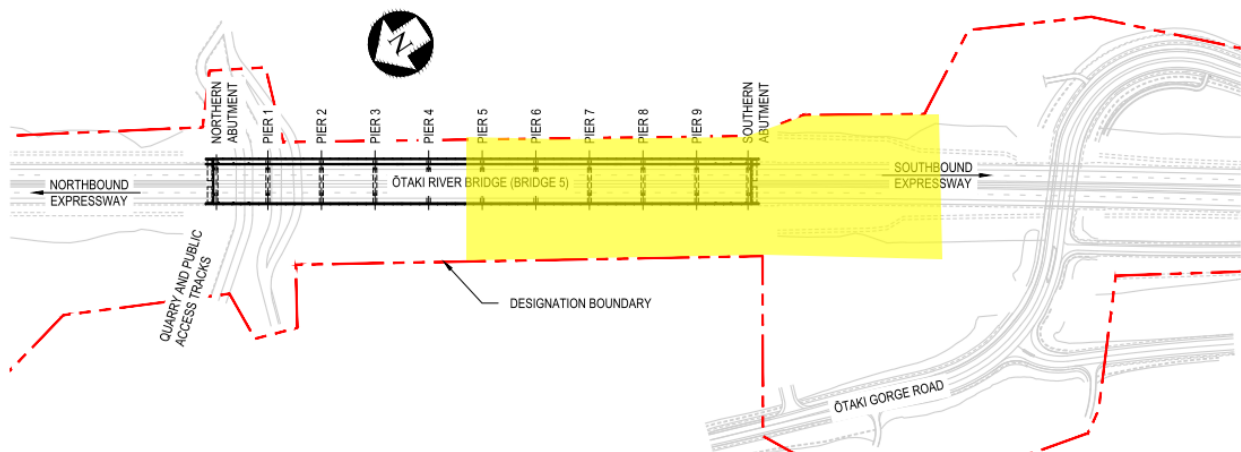 N
NORTHERN
ABUTMENT
PIER 1
PIER 2
PIER 3
PIER 4
PIER 5
PIER 6
PIER 7
PIER 8
PIER 9
SOUTHERN
ABUTMENT
NORTHBOUND
EXPRESSWAY
ŌTAKI RIVER BRIDGE (BRIDGE 5)
SOUTHBOUND
EXPRESSWAY
QUARRY AND PUBLIC
ACCESS TRACKS
DESIGNATION BOUNDARY
ŌTAKI GORGE ROAD